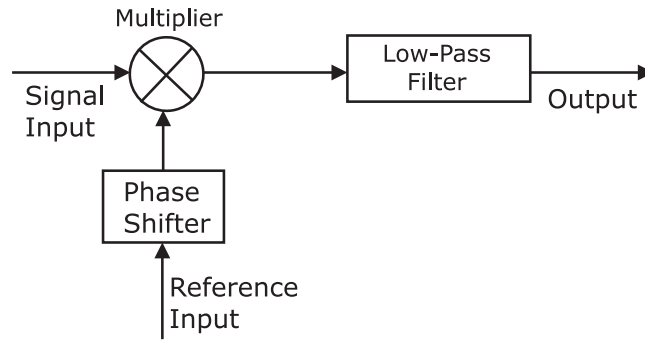 Multiplier
Low-Pass
Filter
Signal
Input
Output
Phase
Shifter
Reference
Input